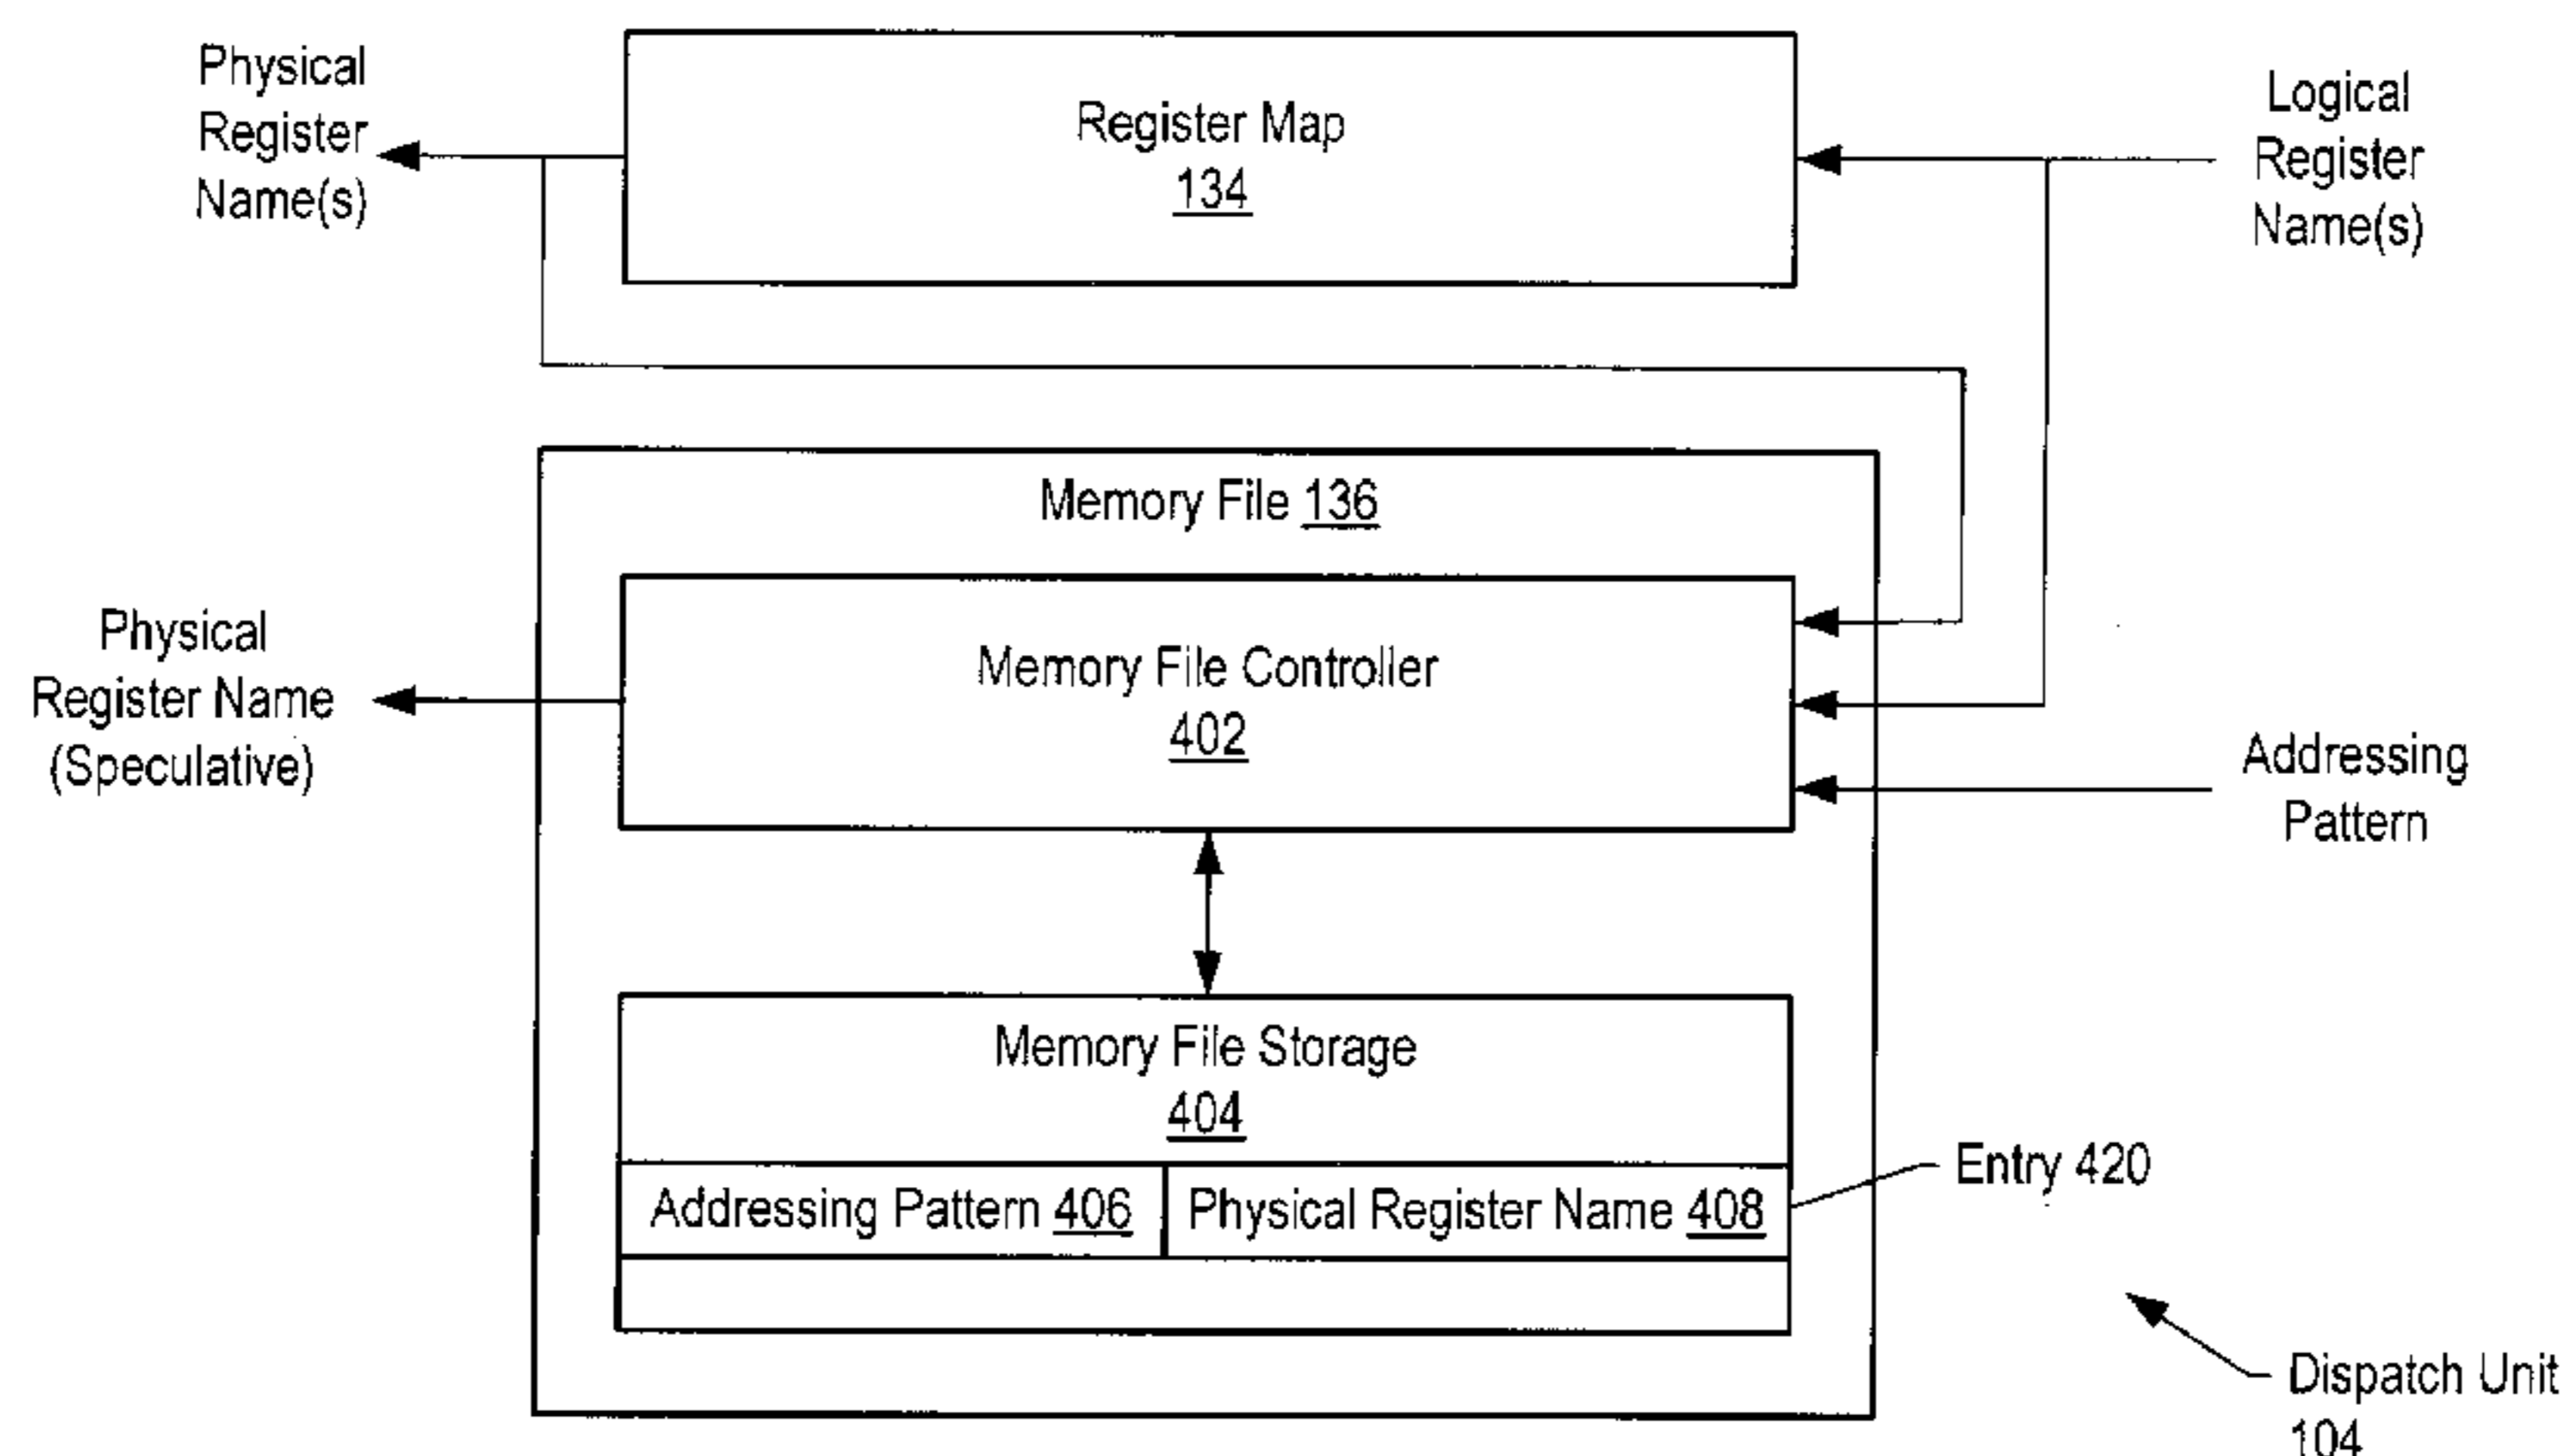 Physical
Register
Name(s)
Register Map
134
Logical
Register
Name(s)
Memory File 136
Physical
Register Name
(Speculative)
Memory File Controller
402
Addressing
Pattern
Memory File Storage
404
Addressing Pattern 406
Physical Register Name 408
Entry 420
Dispatch Unit
104